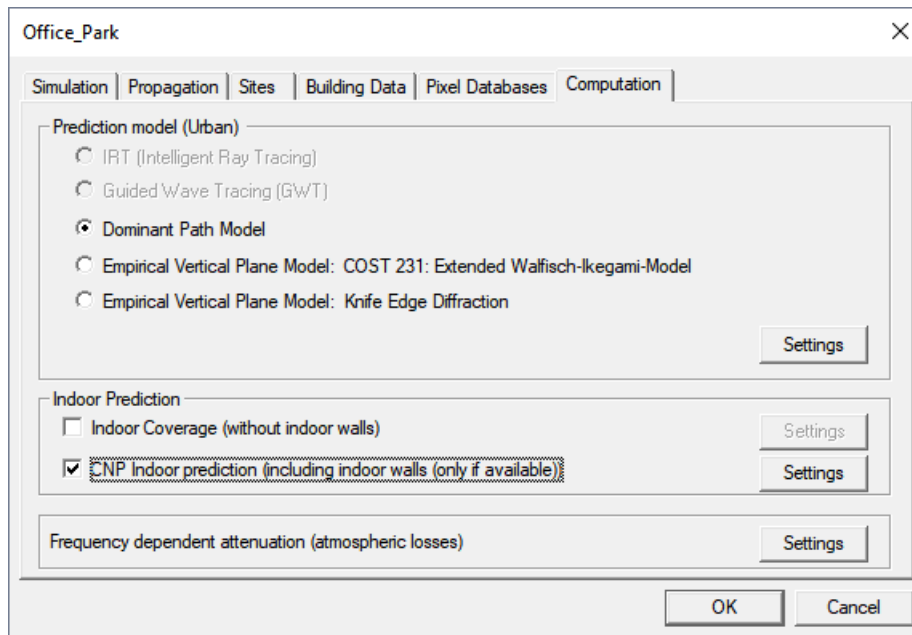 Office_Park
Simulation Propagation Sites Building Data Pixel Databases Computation
Prediction model (Urban)
IRT (Intelligent Ray Tracing)
Guided Wave Tracing (GWT)
Dominant Path Model
Empirical Vertical Plane Model: COST 231: Extended Walfisch-Ikegami-Model
Empirical Vertical Plane Model: Knife Edge Diffraction
Settings
Indoor Prediction
Indoor Coverage (without indoor walls) Settings
CNP Indoor prediction (including indoor walls (only if available)) Settings
Frequency dependent attenuation (atmospheric losses) Settings
OK Cancel